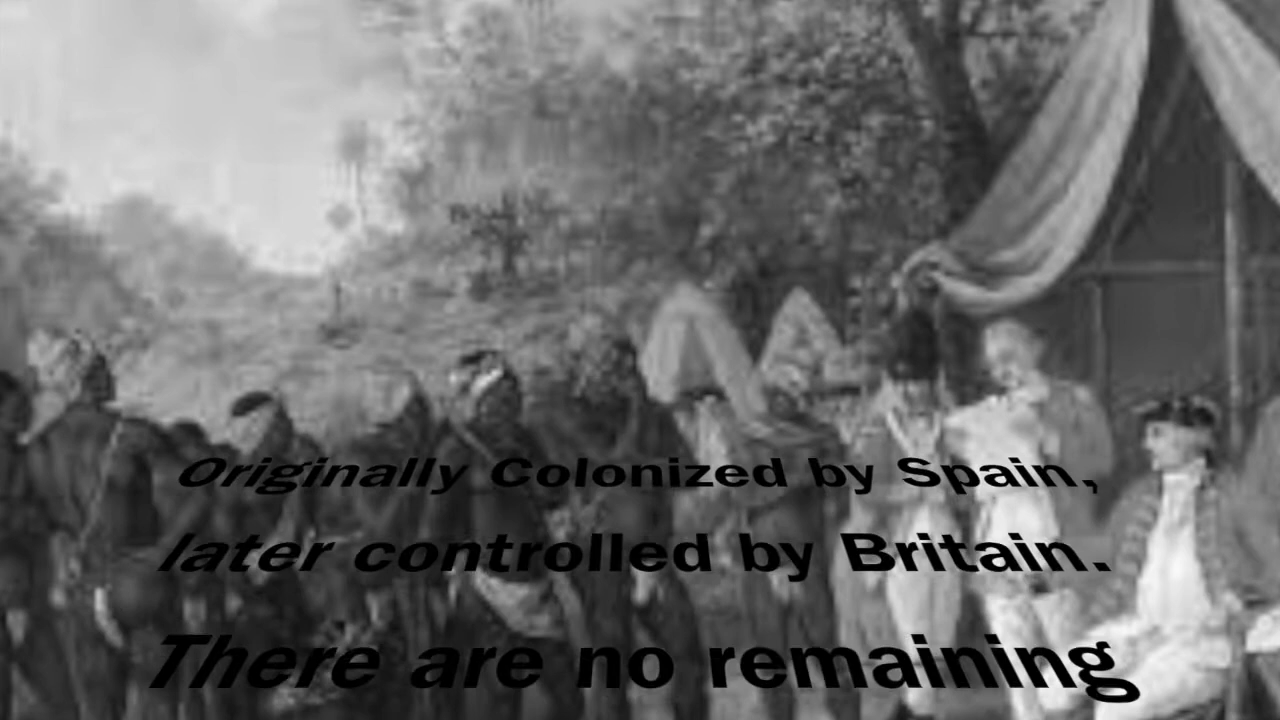 Originally Colonized by Spain,
later controlled by Britain.
There are no remaining